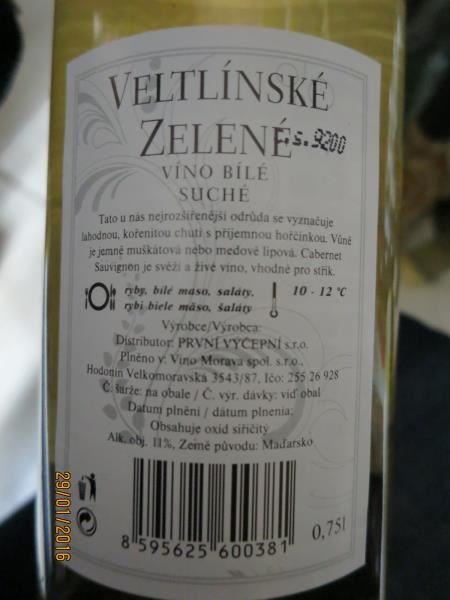 VELTLÍNSKÉ
ZELENÉ
š. 9200
VÍNO BÍLÉ
SUCHÉ
Tato u nás nejrozšířenější odrůda se vyznačuje
lahodnou, kořenitou chutí s příjemnou hořčinkou. Vůně
je jemně muškátová nebo medově lipová. Cabernet
Sauvignon je svěží a živé víno, vhodné pro střik.
ryby, bílé maso, saláty, 10 - 12 °C
rybi biele mäso, šaláty
Výrobce/Výrobca:
Distributor: PRVNÍ VÝČEPNÍ s.r.o.
Plněno v: Víno Morava spol. s.r.o.,
Hodonín Velkomoravská 3543/87, Ičo: 255 26 928
Č. šarže: na obale / Č. výr. dávky: viď obal
Datum plnění / dátum plnenia:
Obsahuje oxid siřičitý
Alk. obj. 11%, Země původu: Maďarsko
8 595625 600381
0,75l
29/01/2016